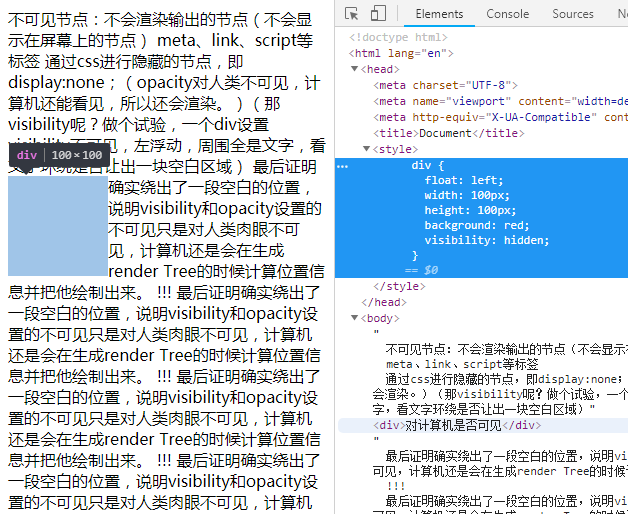 不可见节点：不会渲染输出的节点（不会显
示在屏幕上的节点） meta、link、script等
标签 通过css进行隐藏的节点，即
display:none；（opacity对人类不可见，计
算机还能看见，所以还会渲染。）（那
visibility呢？做个试验，一个div设置
不可见，左浮动，周围全是文字，看
是否让出一块空白区域） 最后证明
div 100×100
确实绕出了一段空白的位置，
说明visibility和opacity设置的
不可见只是对人类肉眼不可
见，计算机还是会在生成
render Tree的时候计算位置信
息并把他绘制出来。 !!! 最后证明确实绕出了
一段空白的位置，说明visibility和opacity设
置的不可见只是对人类肉眼不可见，计算机
还是会在生成render Tree的时候计算位置信
息并把他绘制出来。 !!! 最后证明确实绕出了
一段空白的位置，说明visibility和opacity设
置的不可见只是对人类肉眼不可见，计算机
还是会在生成render Tree的时候计算位置信
息并把他绘制出来。 !!! 最后证明确实绕出了
一段空白的位置，说明visibility和opacity设
置的不可见只是对人类肉眼不可见，计算机
Elements Console Sources Netwo
<!doctype html>
<html lang="en">
<head>
<meta charset="UTF-8">
<meta name="viewport" content="width=de
<meta http-equiv="X-UA-Compatible" cont
<title>Document</title>
<style>
div {
float: left;
width: 100px;
height: 100px;
background: red;
visibility: hidden;
}
== $0
</style>
</head>
<body>
"
不可见节点：不会渲染输出的节点（不会显示在
meta、link、script等标签
通过css进行隐藏的节点，即display:none；
会渲染。）（那visibility呢？做个试验，一个
字，看文字环绕是否让出一块空白区域）"
<div>对计算机是否可见</div>
"
最后证明确实绕出了一段空白的位置，说明vi
可见，计算机还是会在生成render Tree的时候计
!!!
最后证明确实绕出了一段空白的位置，说明vi